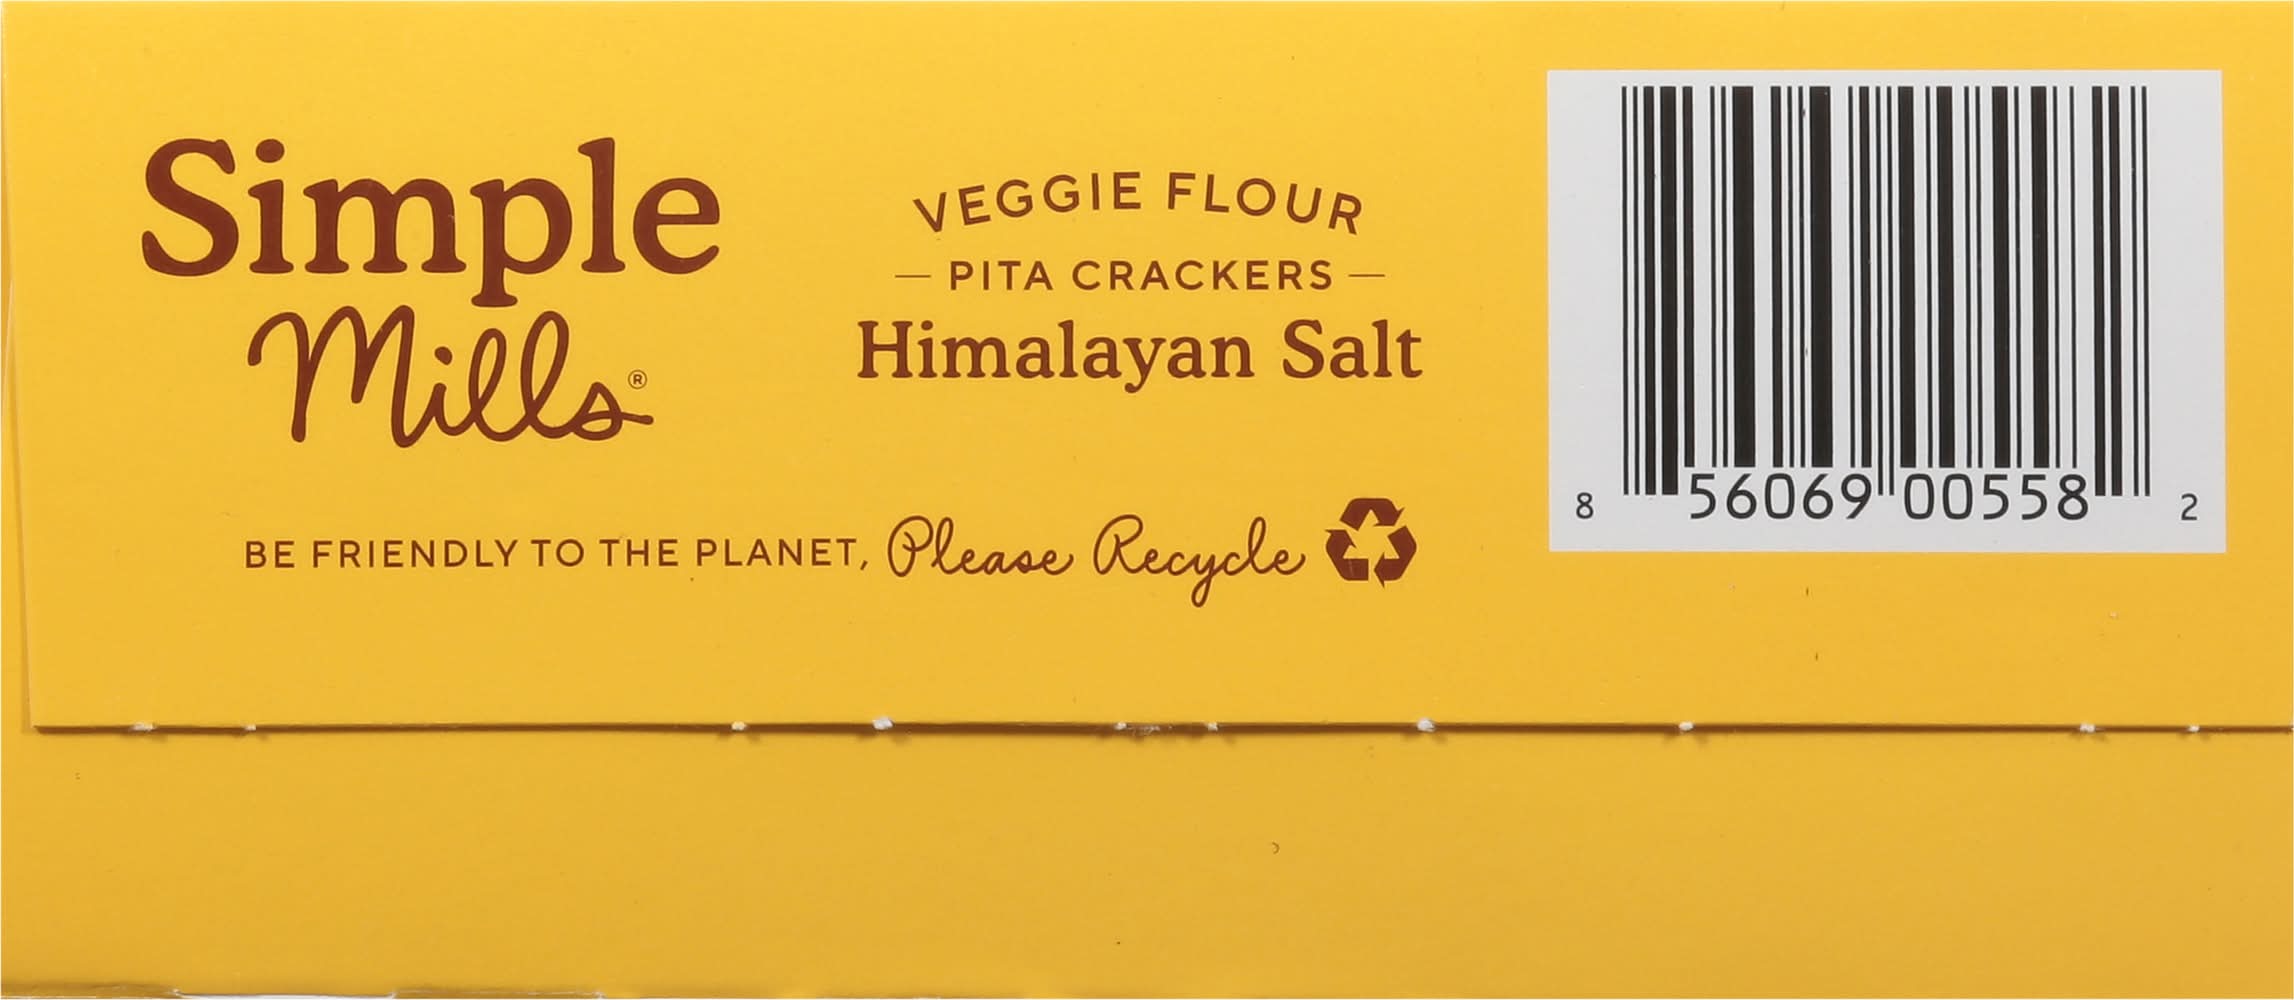 Simple
Mills®
VEGGIE FLOUR
PITA CRACKERS
Himalayan Salt
BE FRIENDLY TO THE PLANET, Please Recycle
8 56069 00558 2